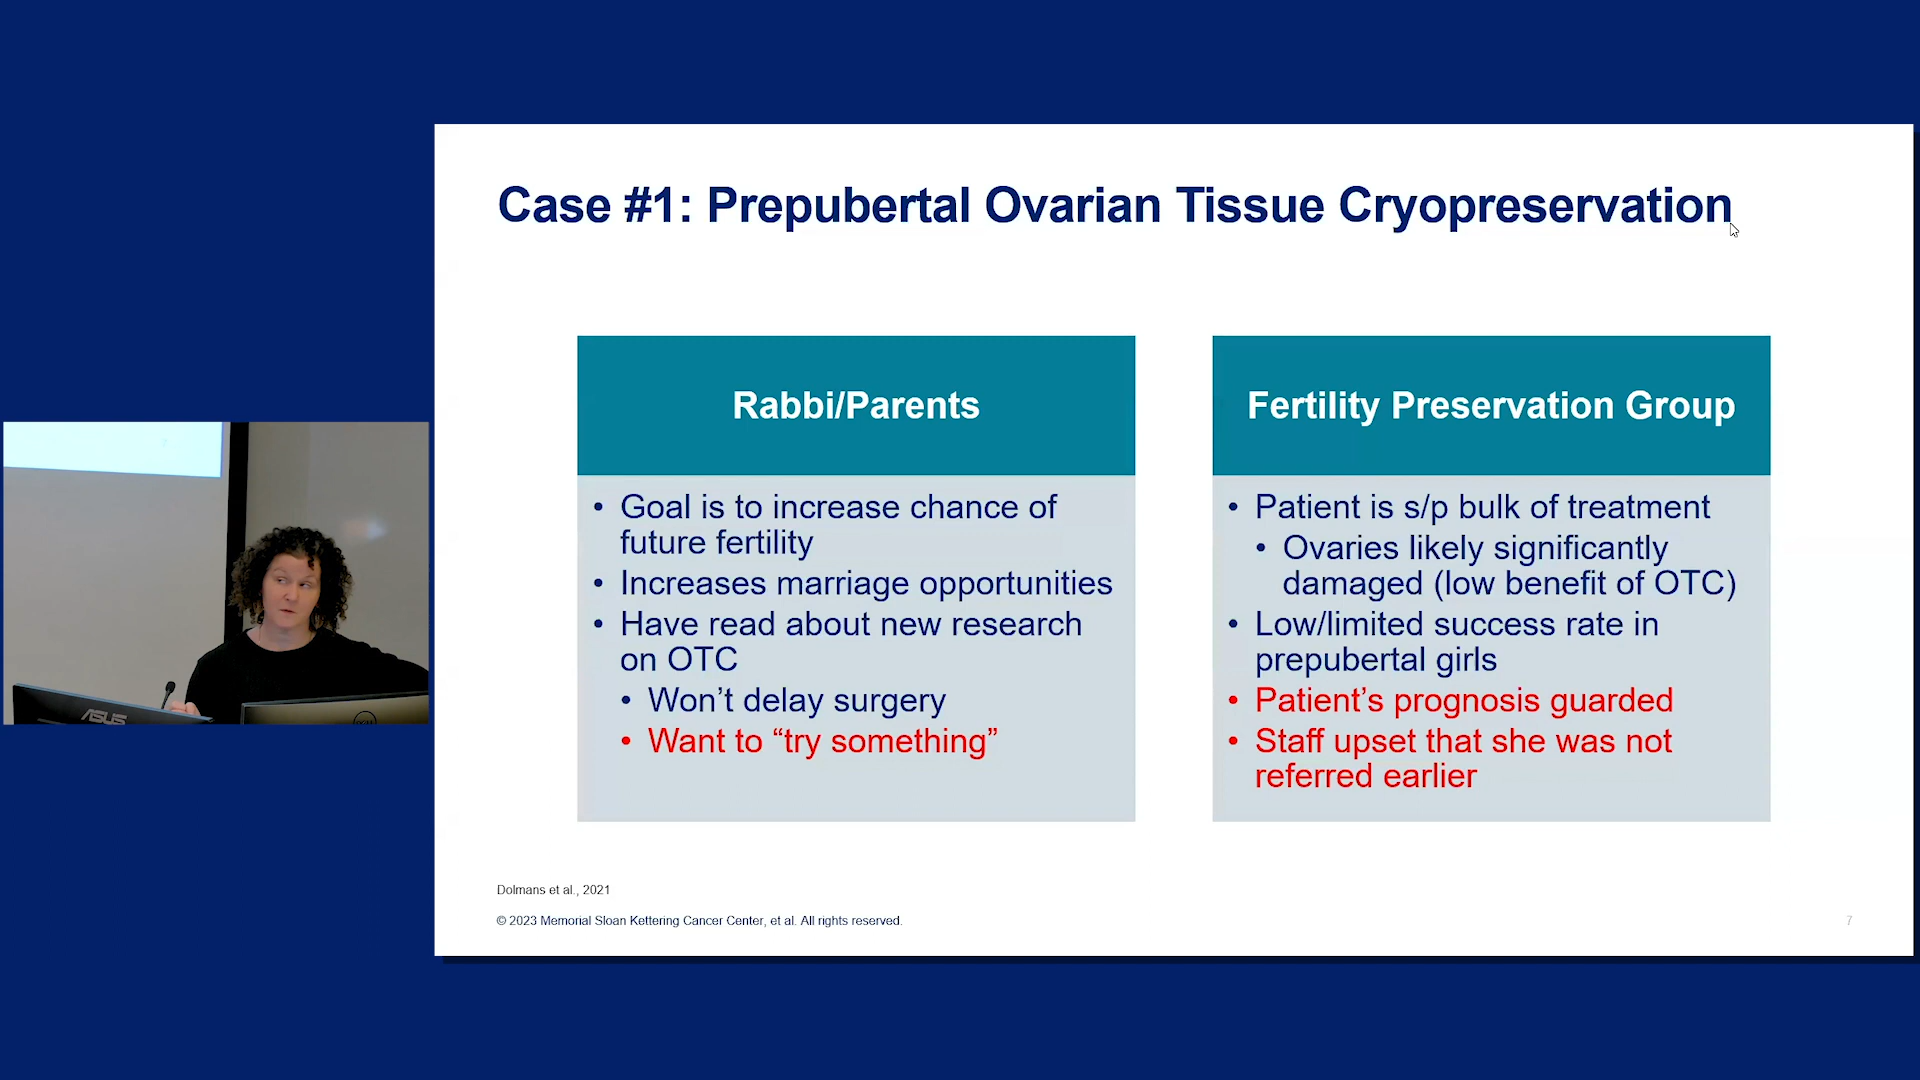 Case #1: Prepubertal Ovarian Tissue Cryopreservation
Rabbi/Parents
• Goal is to increase chance of
future fertility
• Increases marriage opportunities
• Have read about new research
on OTC
• Won’t delay surgery
• Want to “try something”
Fertility Preservation Group
• Patient is s/p bulk of treatment
• Ovaries likely significantly
damaged (low benefit of OTC)
• Low/limited success rate in
prepubertal girls
• Patient’s prognosis guarded
• Staff upset that she was not
referred earlier
Dolmans et al., 2021
© 2023 Memorial Sloan Kettering Cancer Center, et al. All rights reserved.
7
ASUS